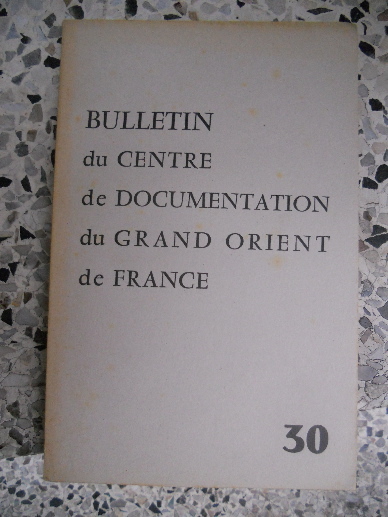 BULLETIN
du CENTRE
de DOCUMENTATION
du GRAND ORIENT
de FRANCE
30